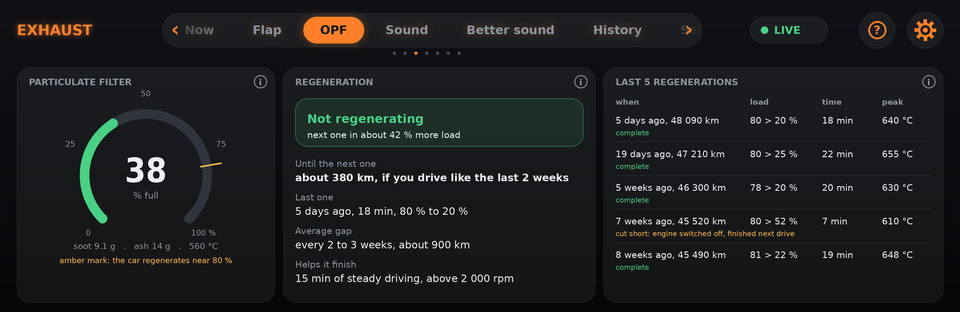 EXHAUST
Now Flap OPF Sound Better sound History
LIVE
?
PARTICULATE FILTER
i
50
25
75
38
% full
0
100 %
soot 9.1 g . ash 14 g . 560 °C
amber mark: the car regenerates near 80 %
REGENERATION
i
Not regenerating
next one in about 42 % more load
Until the next one
about 380 km, if you drive like the last 2 weeks
Last one
5 days ago, 18 min, 80 % to 20 %
Average gap
every 2 to 3 weeks, about 900 km
Helps it finish
15 min of steady driving, above 2 000 rpm
LAST 5 REGENERATIONS
i
when load time peak
5 days ago, 48 090 km 80 > 20 % 18 min 640 °C
complete
19 days ago, 47 210 km 80 > 25 % 22 min 655 °C
complete
5 weeks ago, 46 300 km 78 > 20 % 20 min 630 °C
complete
7 weeks ago, 45 520 km 80 > 52 % 7 min 610 °C
cut short: engine switched off, finished next drive
8 weeks ago, 45 490 km 81 > 22 % 19 min 648 °C
complete